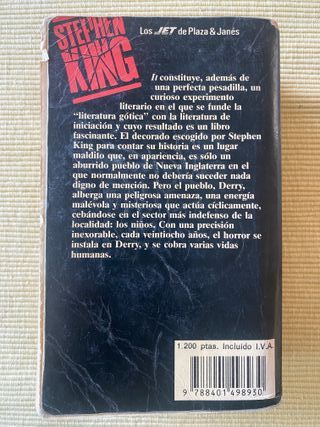 STEPHEN
KING
Los JET de Plaza & Janés
It constituye, además de
una perfecta pesadilla, un
curioso experimento
literario en el que se funde la
“literatura gótica” con la literatura de
iniciación y cuyo resultado es un libro
fascinante. El decorado escogido por Stephen
King para contar su historia es un lugar
maldito que, en apariencia, es sólo un
aburrido pueblo de Nueva Inglaterra en el
que normalmente no debería suceder nada
digno de mención. Pero el pueblo, Derry,
alberga una peligrosa amenaza, una energía
malévola y misteriosa que actúa cíclicamente,
cebándose en el sector más indefenso de la
localidad: los niños. Con una precisión
inexorable, cada veintiocho años, el horror se
instala en Derry, y se cobra varias vidas
humanas.
1.200 ptas. Incluido I.V.A.
9 788401 498930